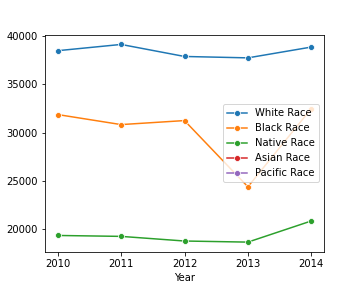 40000
35000
30000
25000
20000
White Race
Black Race
Native Race
Asian Race
Pacific Race
2010 2011 2012 2013 2014
Year